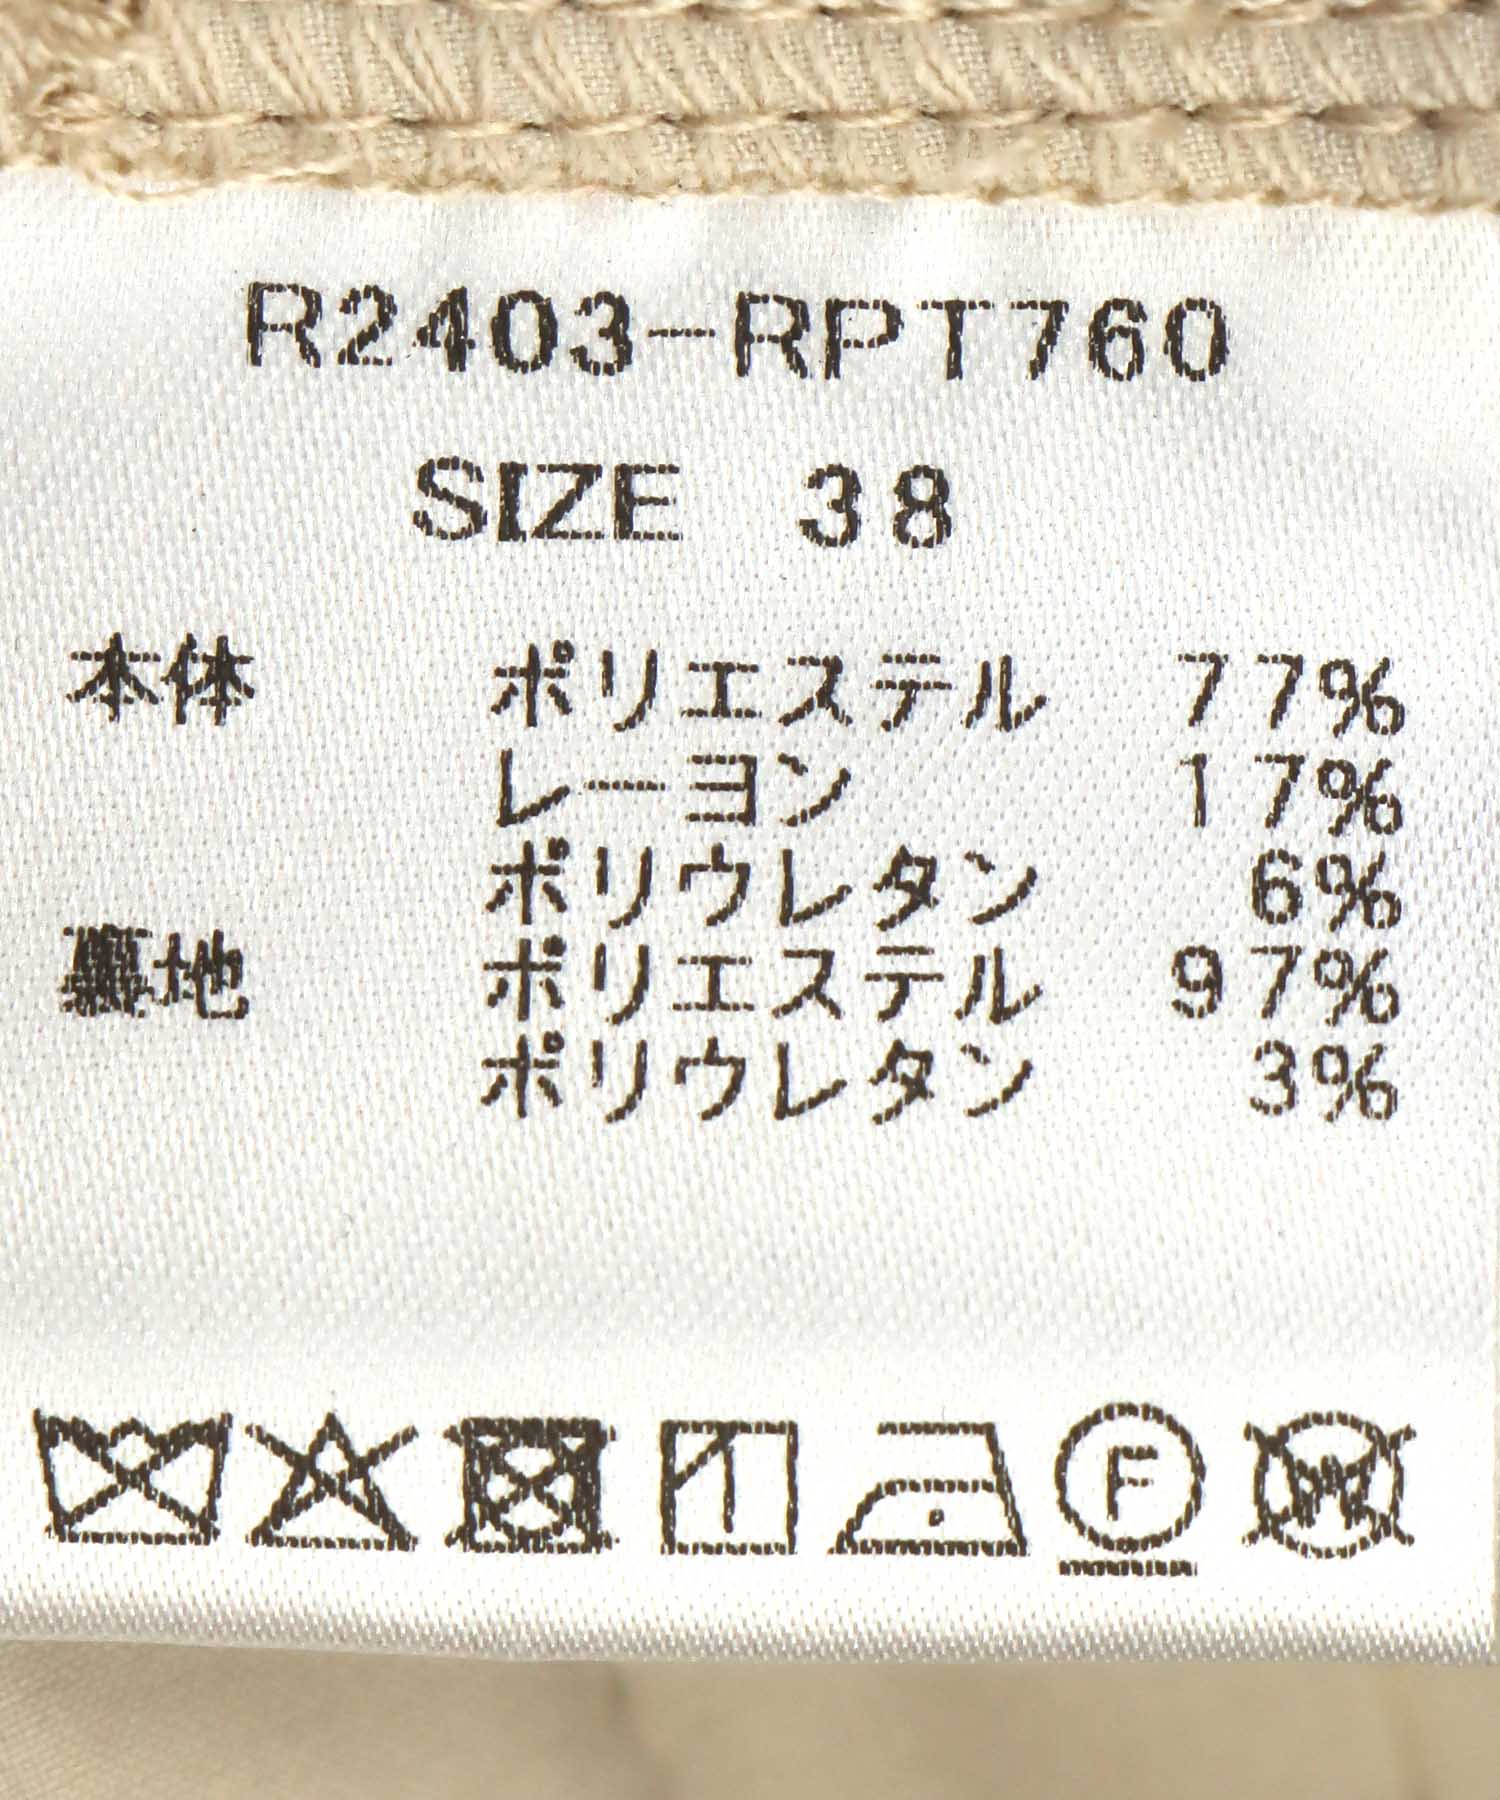 R2403-RPT760
SIZE 38
本体 ポリエステル 77%
レーヨン 17%
ポリウレタン 6%
裏地 ポリエステル 97%
ポリウレタン 3%
F W